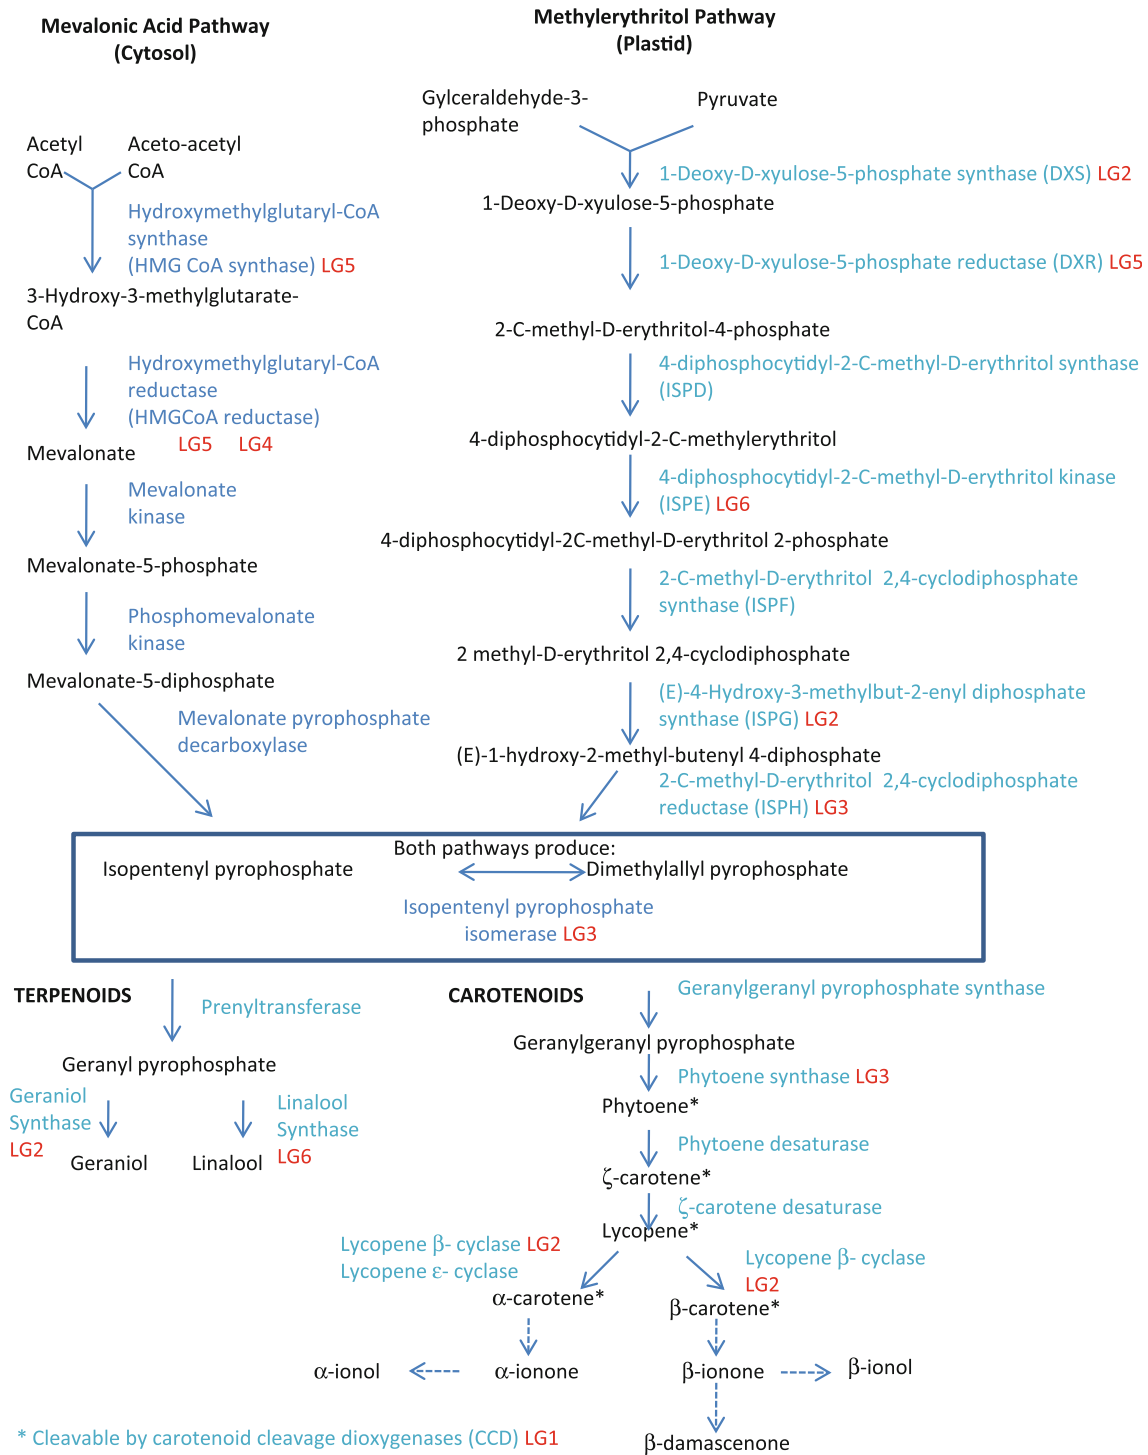 Mevalonic Acid Pathway
(Cytosol)
Methylerythritol Pathway
(Plastid)
Acetyl
CoA
Aceto-acetyl
CoA
Hydroxymethylglutaryl-CoA
synthase
(HMG CoA synthase) LG5
3-Hydroxy-3-methylglutarate-
CoA
Hydroxymethylglutaryl-CoA
reductase
(HMGCoA reductase)
LG5 LG4
Mevalonate
Mevalonate
kinase
Mevalonate-5-phosphate
Phosphomevalonate
kinase
Mevalonate-5-diphosphate
Mevalonate pyrophosphate
decarboxylase
Gylceraldehyde-3-
phosphate
Pyruvate
1-Deoxy-D-xyulose-5-phosphate synthase (DXS) LG2
1-Deoxy-D-xyulose-5-phosphate
1-Deoxy-D-xyulose-5-phosphate reductase (DXR) LG5
2-C-methyl-D-erythritol-4-phosphate
4-diphosphocytidyl-2-C-methyl-D-erythritol synthase
(ISPD)
4-diphosphocytidyl-2-C-methylerythritol
4-diphosphocytidyl-2-C-methyl-D-erythritol kinase
(ISPE) LG6
4-diphosphocytidyl-2C-methyl-D-erythritol 2-phosphate
2-C-methyl-D-erythritol 2,4-cyclodiphosphate
synthase (ISPF)
2 methyl-D-erythritol 2,4-cyclodiphosphate
(E)-4-Hydroxy-3-methylbut-2-enyl diphosphate
synthase (ISPG) LG2
(E)-1-hydroxy-2-methyl-butenyl 4-diphosphate
2-C-methyl-D-erythritol 2,4-cyclodiphosphate
reductase (ISPH) LG3
Both pathways produce:
Isopentenyl pyrophosphate
Dimethylallyl pyrophosphate
Isopentenyl pyrophosphate
isomerase LG3
TERPENOIDS
Prenyltransferase
Geranyl pyrophosphate
Geraniol
Synthase
LG2
Linalool
Synthase
LG6
Geraniol
Linalool
CAROTENOIDS
Geranylgeranyl pyrophosphate synthase
Geranylgeranyl pyrophosphate
Phytoene synthase LG3
Phytoene*
Phytoene desaturase
ζ-carotene*
ζ-carotene desaturase
Lycopene*
Lycopene β- cyclase LG2
Lycopene ε- cyclase
Lycopene β- cyclase
LG2
α-carotene*
β-carotene*
α-ionol
α-ionone
β-ionone
β-ionol
β-damascenone
* Cleavable by carotenoid cleavage dioxygenases (CCD) LG1